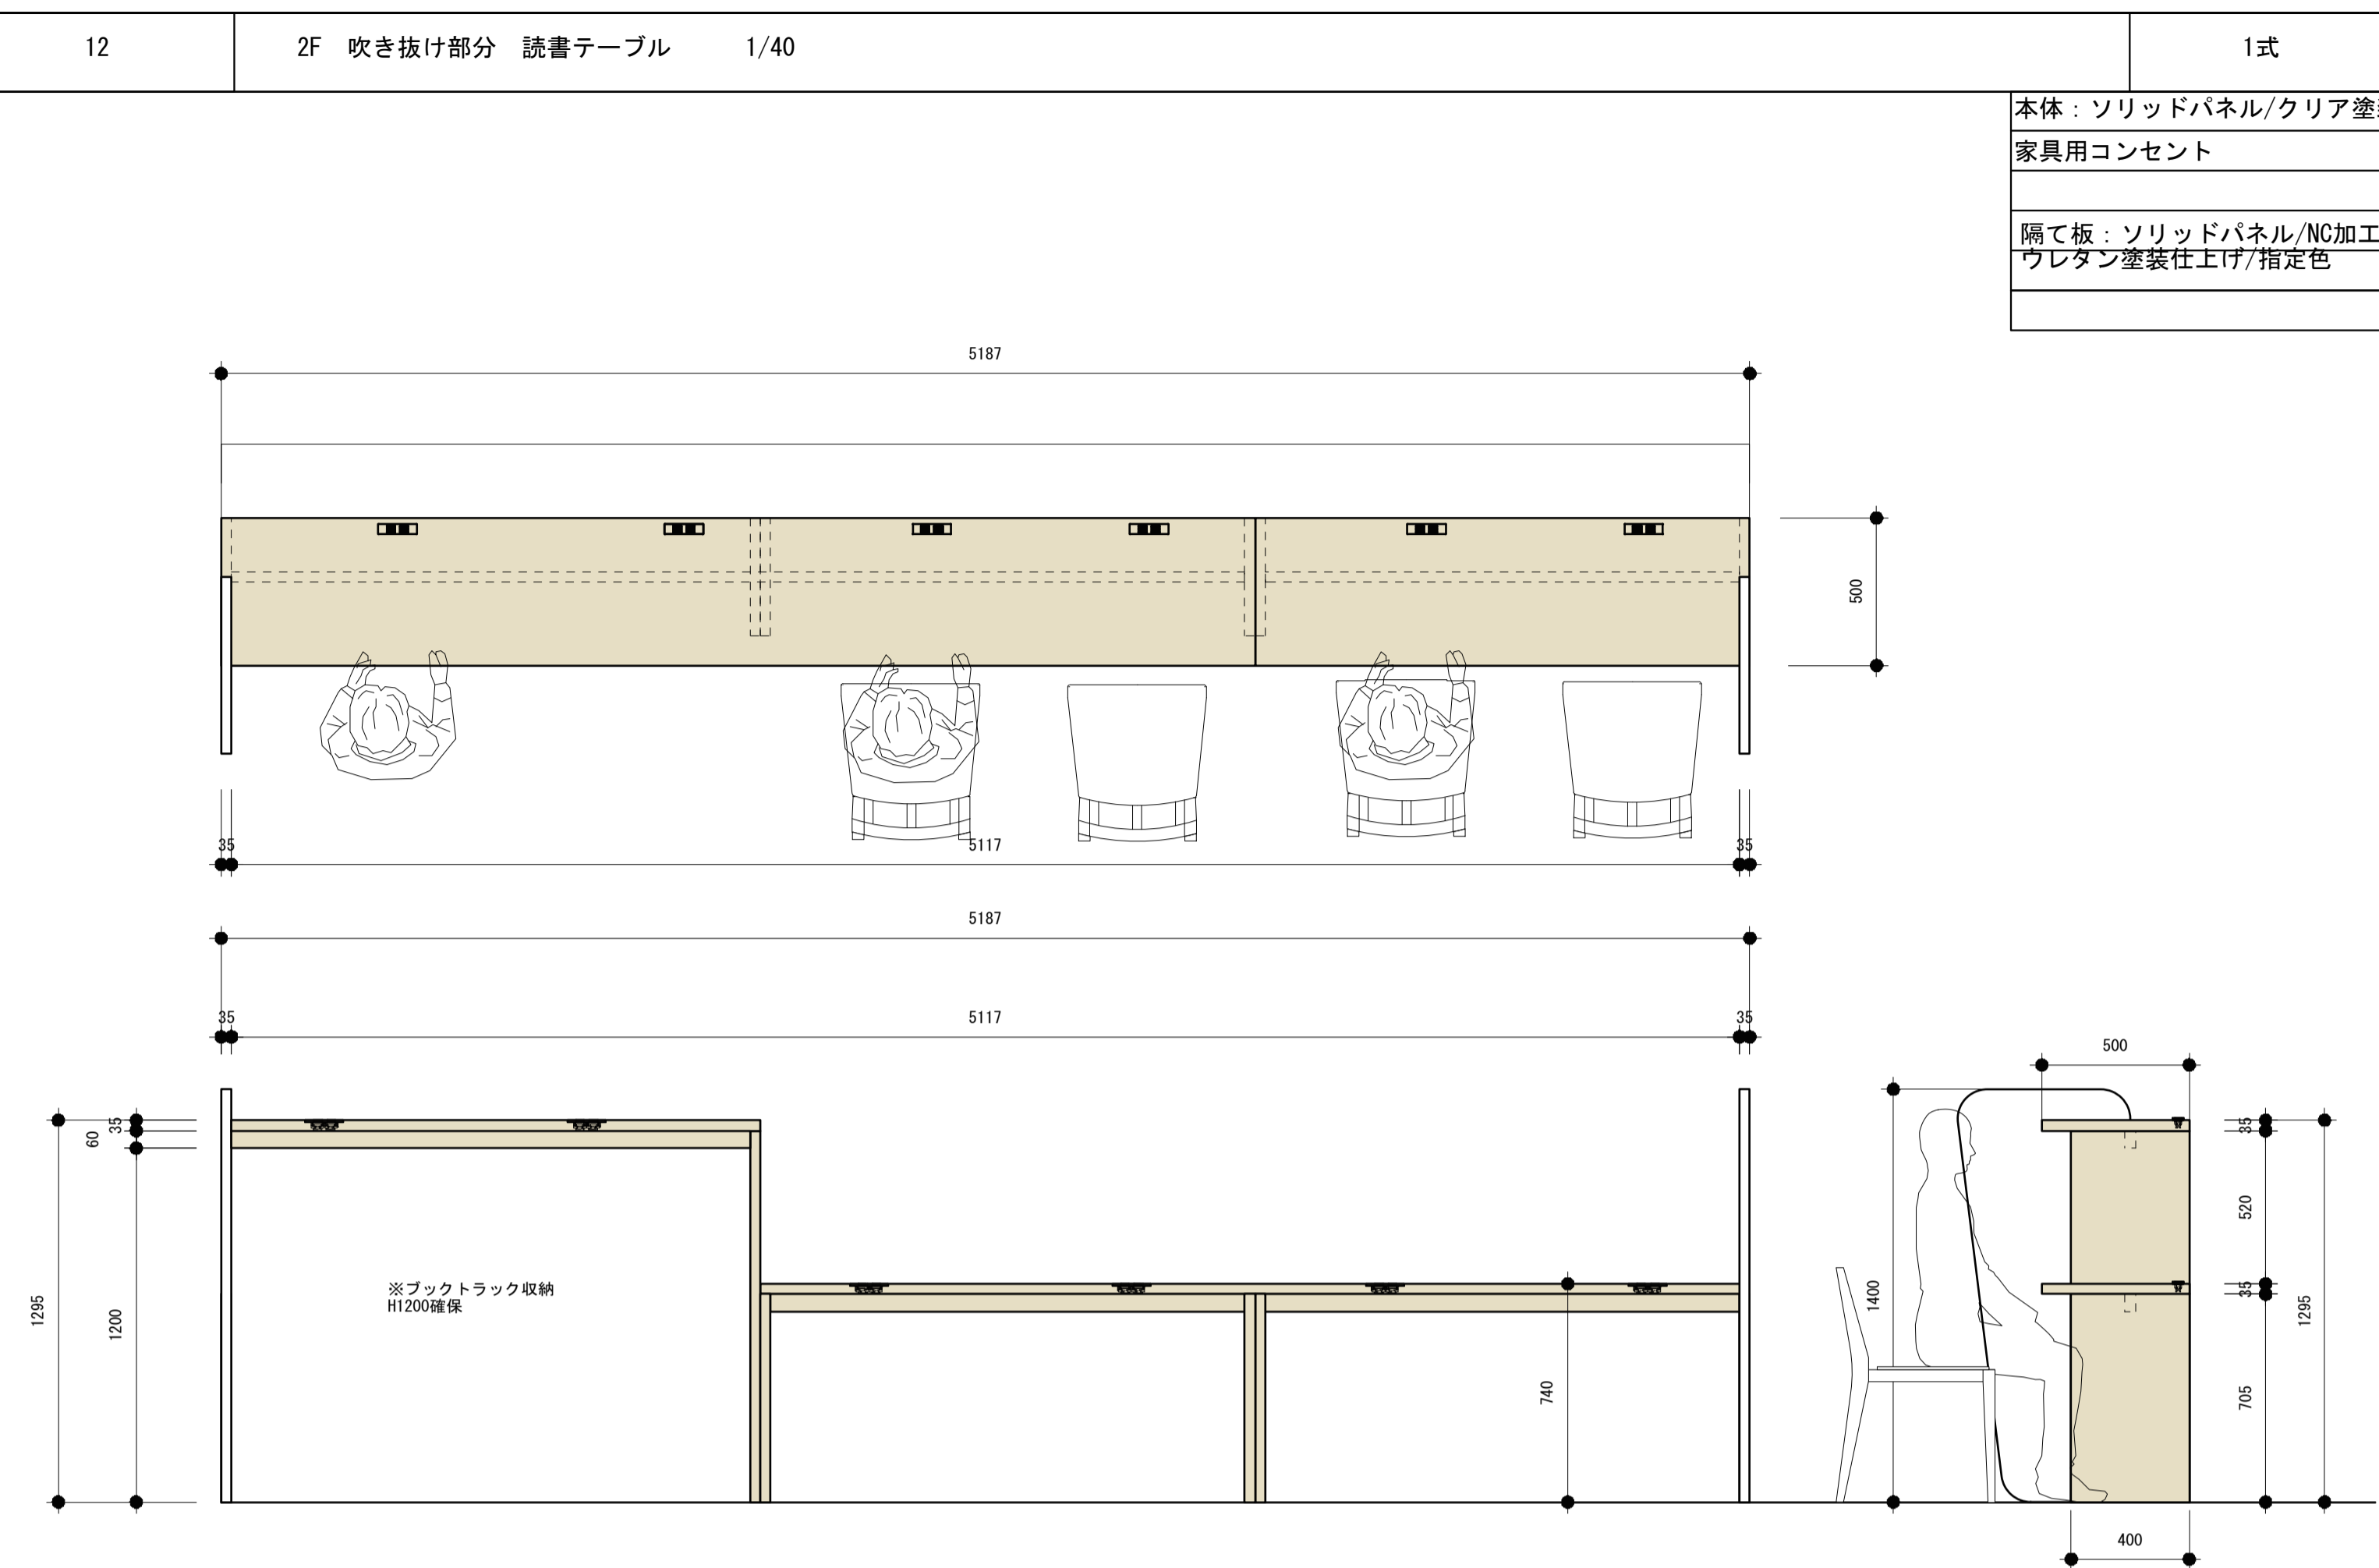 12
2F 吹き抜け部分 読書テーブル 1/40
1式
本体：ソリッドパネル/クリア塗
家具用コンセント
隔て板：ソリッドパネル/NC加工
ウレタン塗装仕上げ/指定色
5187
500
35
5117
35
5187
35
5117
35
500
60
35
1295
1200
※ブックトラック収納
H1200確保
740
1400
35
520
35
705
1295
400